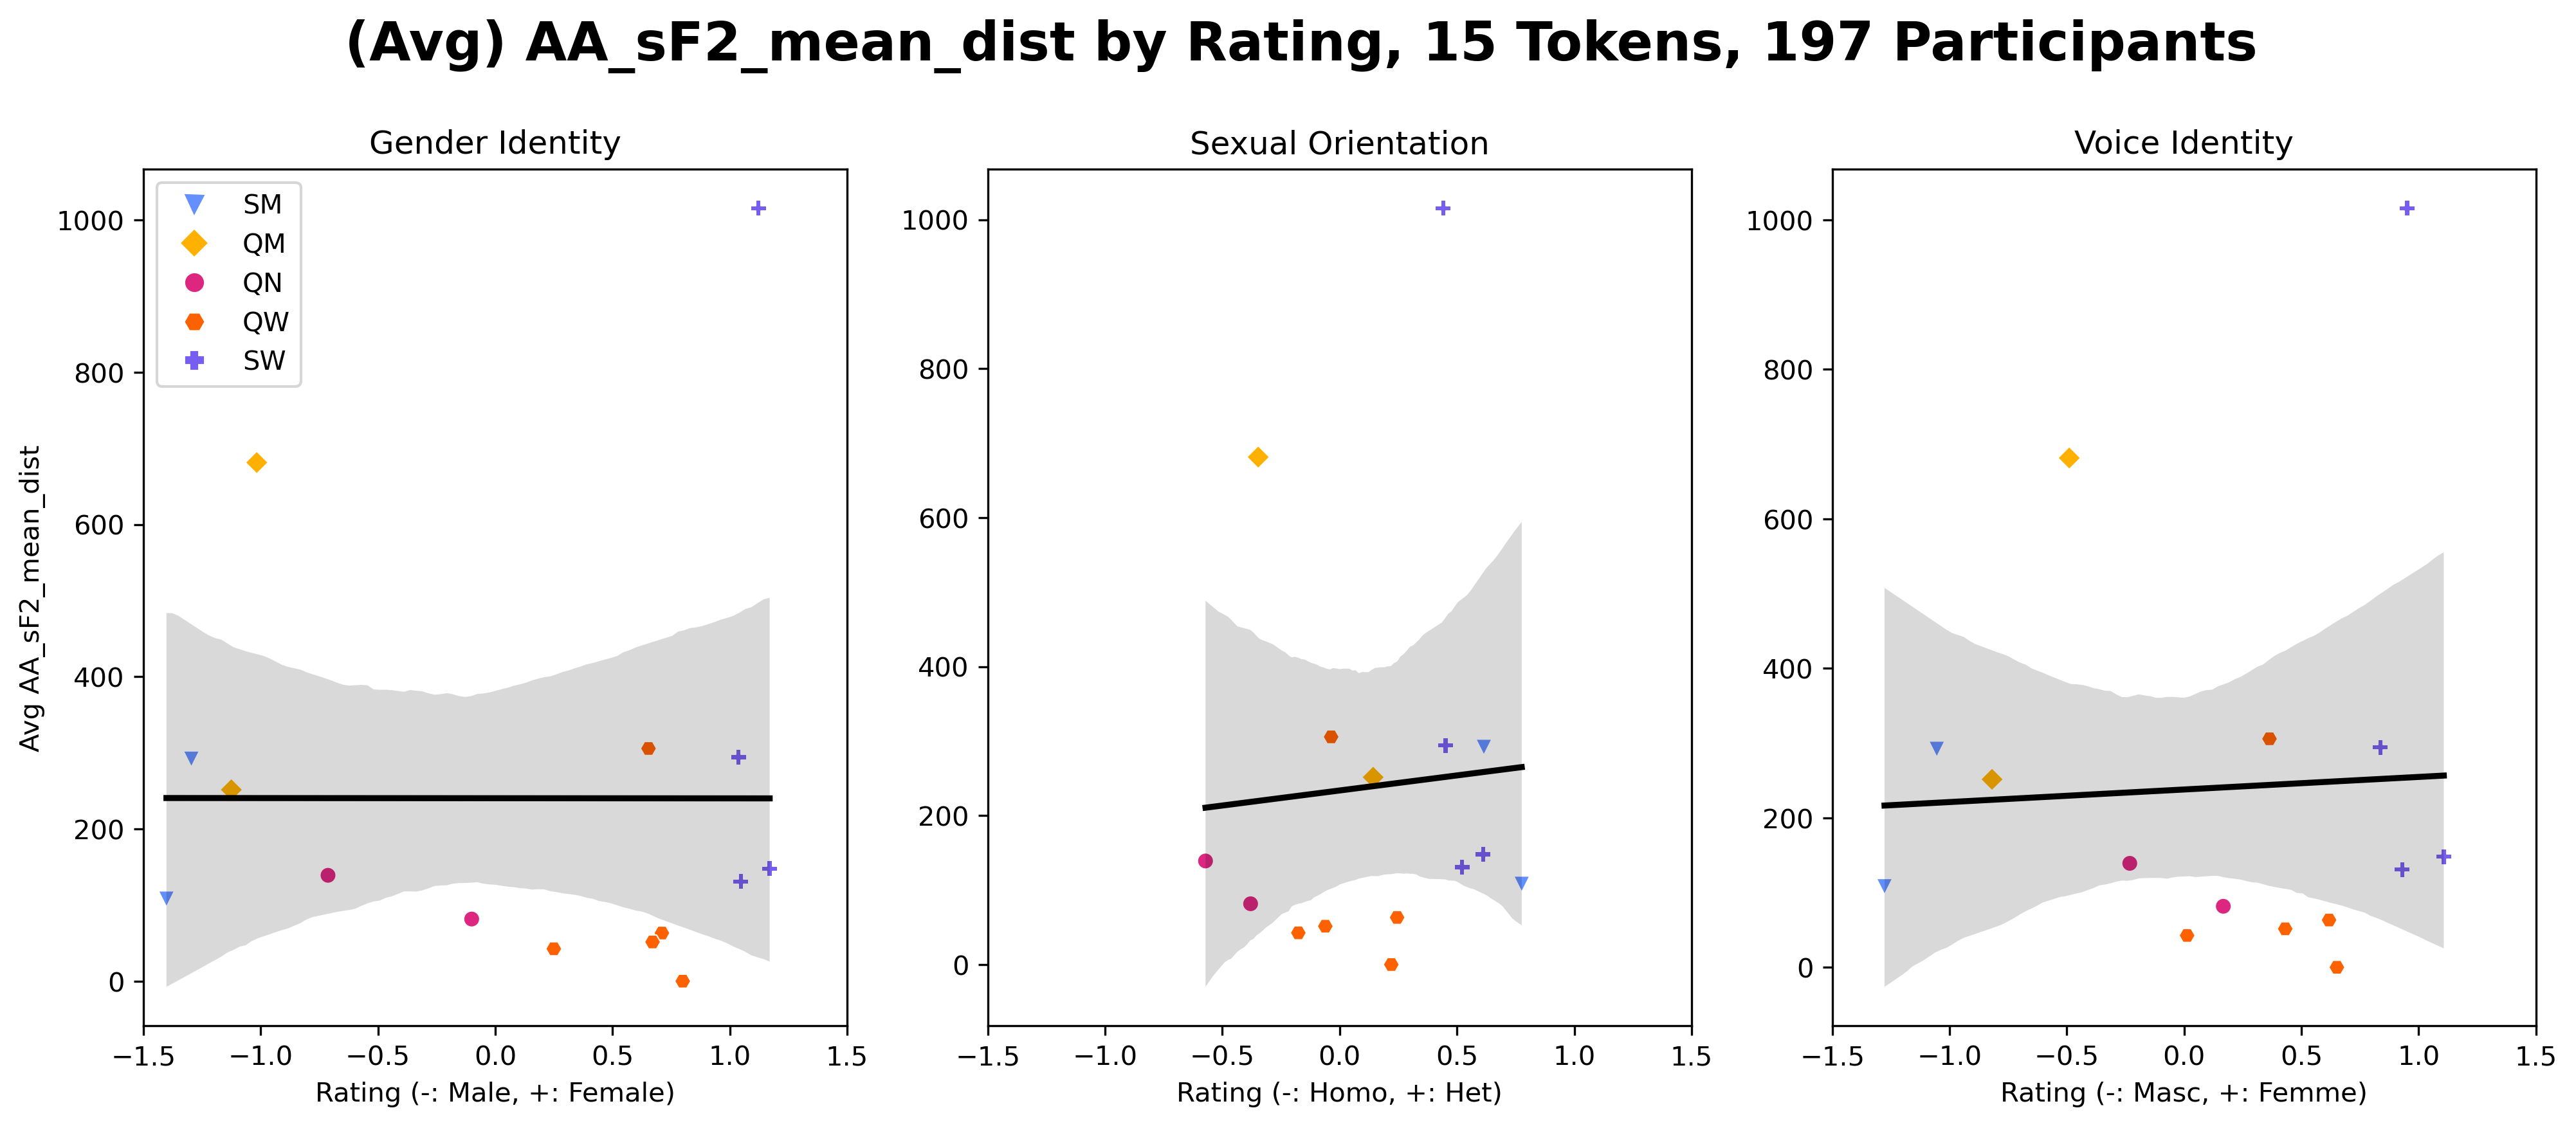 (Avg) AA_sF2_mean_dist by Rating, 15 Tokens, 197 Participants
Gender Identity
SM
QM
QN
QW
SW
1000
800
600
400
200
0
Avg AA_sF2_mean_dist
−1.5 −1.0 −0.5 0.0 0.5 1.0 1.5
Rating (-: Male, +: Female)
Sexual Orientation
1000
800
600
400
200
0
−1.5 −1.0 −0.5 0.0 0.5 1.0 1.5
Rating (-: Homo, +: Het)
Voice Identity
1000
800
600
400
200
0
−1.5 −1.0 −0.5 0.0 0.5 1.0 1.5
Rating (-: Masc, +: Femme)